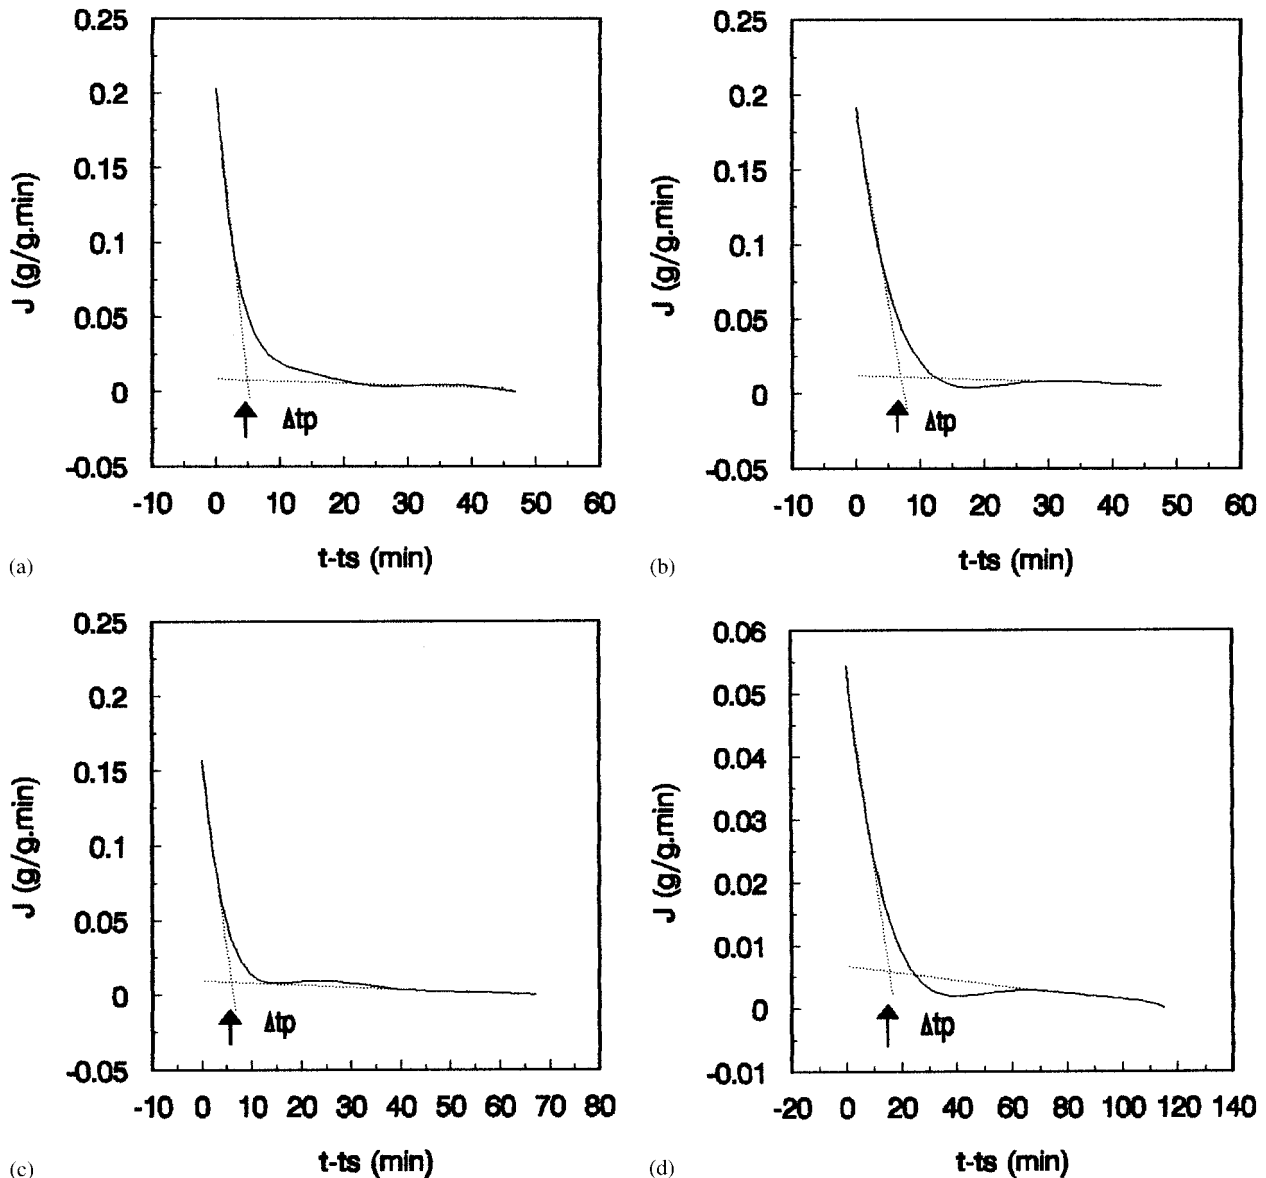 0.25
0.2
0.15
0.1
0.05
0
-0.05
J (g/g.min)
Δtp
-10 0 10 20 30 40 50 60
t-ts (min)
(a)
0.25
0.2
0.15
0.1
0.05
0
-0.05
J (g/g.min)
Δtp
-10 0 10 20 30 40 50 60
t-ts (min)
(b)
0.25
0.2
0.15
0.1
0.05
0
-0.05
J (g/g.min)
Δtp
-10 0 10 20 30 40 50 60 70 80
t-ts (min)
(c)
0.06
0.05
0.04
0.03
0.02
0.01
0
-0.01
J (g/g.min)
Δtp
-20 0 20 40 60 80 100 120 140
t-ts (min)
(d)